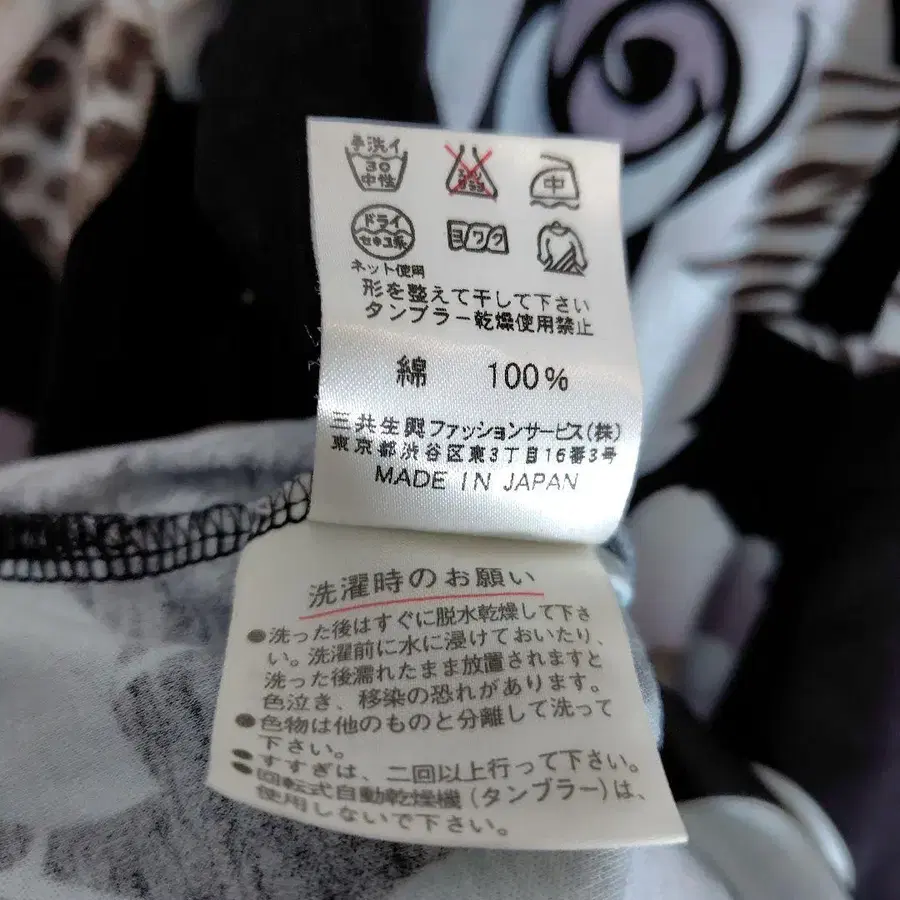 手洗イ
30
中性
エンソ
サラシ
中
ドライ
セキユ系
ヨワク
ネット使用
形を整えて干して下さい
タンブラー乾燥使用禁止
綿 100%
三共生興ファッションサービス(株)
東京都渋谷区東3丁目16番3号
MADE IN JAPAN
洗濯時のお願い
●洗った後はすぐに脱水乾燥して下さ
い。洗濯前に水に浸けておいたり、
洗った後濡れたまま放置されますと
色泣き、移染の恐れがあります。
●色物は他のものと分離して洗って
下さい。
●すすぎは、二回以上行って下さい。
●回転式自動乾燥機(タンブラー)は、
使用しないで下さい。